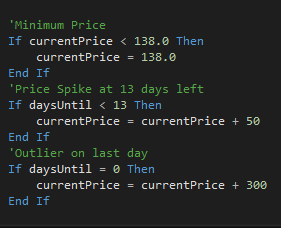 'Minimum Price
If currentPrice < 138.0 Then
    currentPrice = 138.0
End If
'Price Spike at 13 days left
If daysUntil < 13 Then
    currentPrice = currentPrice + 50
End If
'Outlier on last day
If daysUntil = 0 Then
    currentPrice = currentPrice + 300
End If